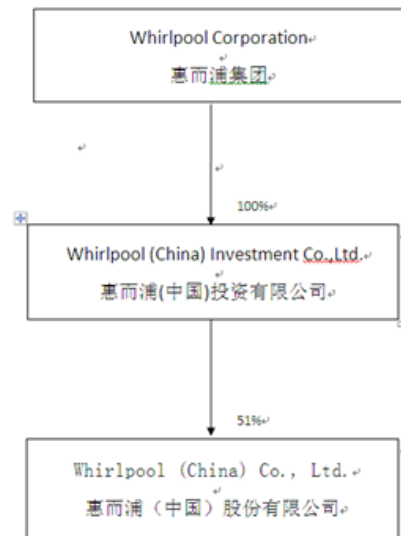 Whirlpool Corporation
惠而浦集团
100%
Whirlpool (China) Investment Co.,Ltd.
惠而浦(中国)投资有限公司
51%
Whirlpool (China) Co., Ltd.
惠而浦（中国）股份有限公司